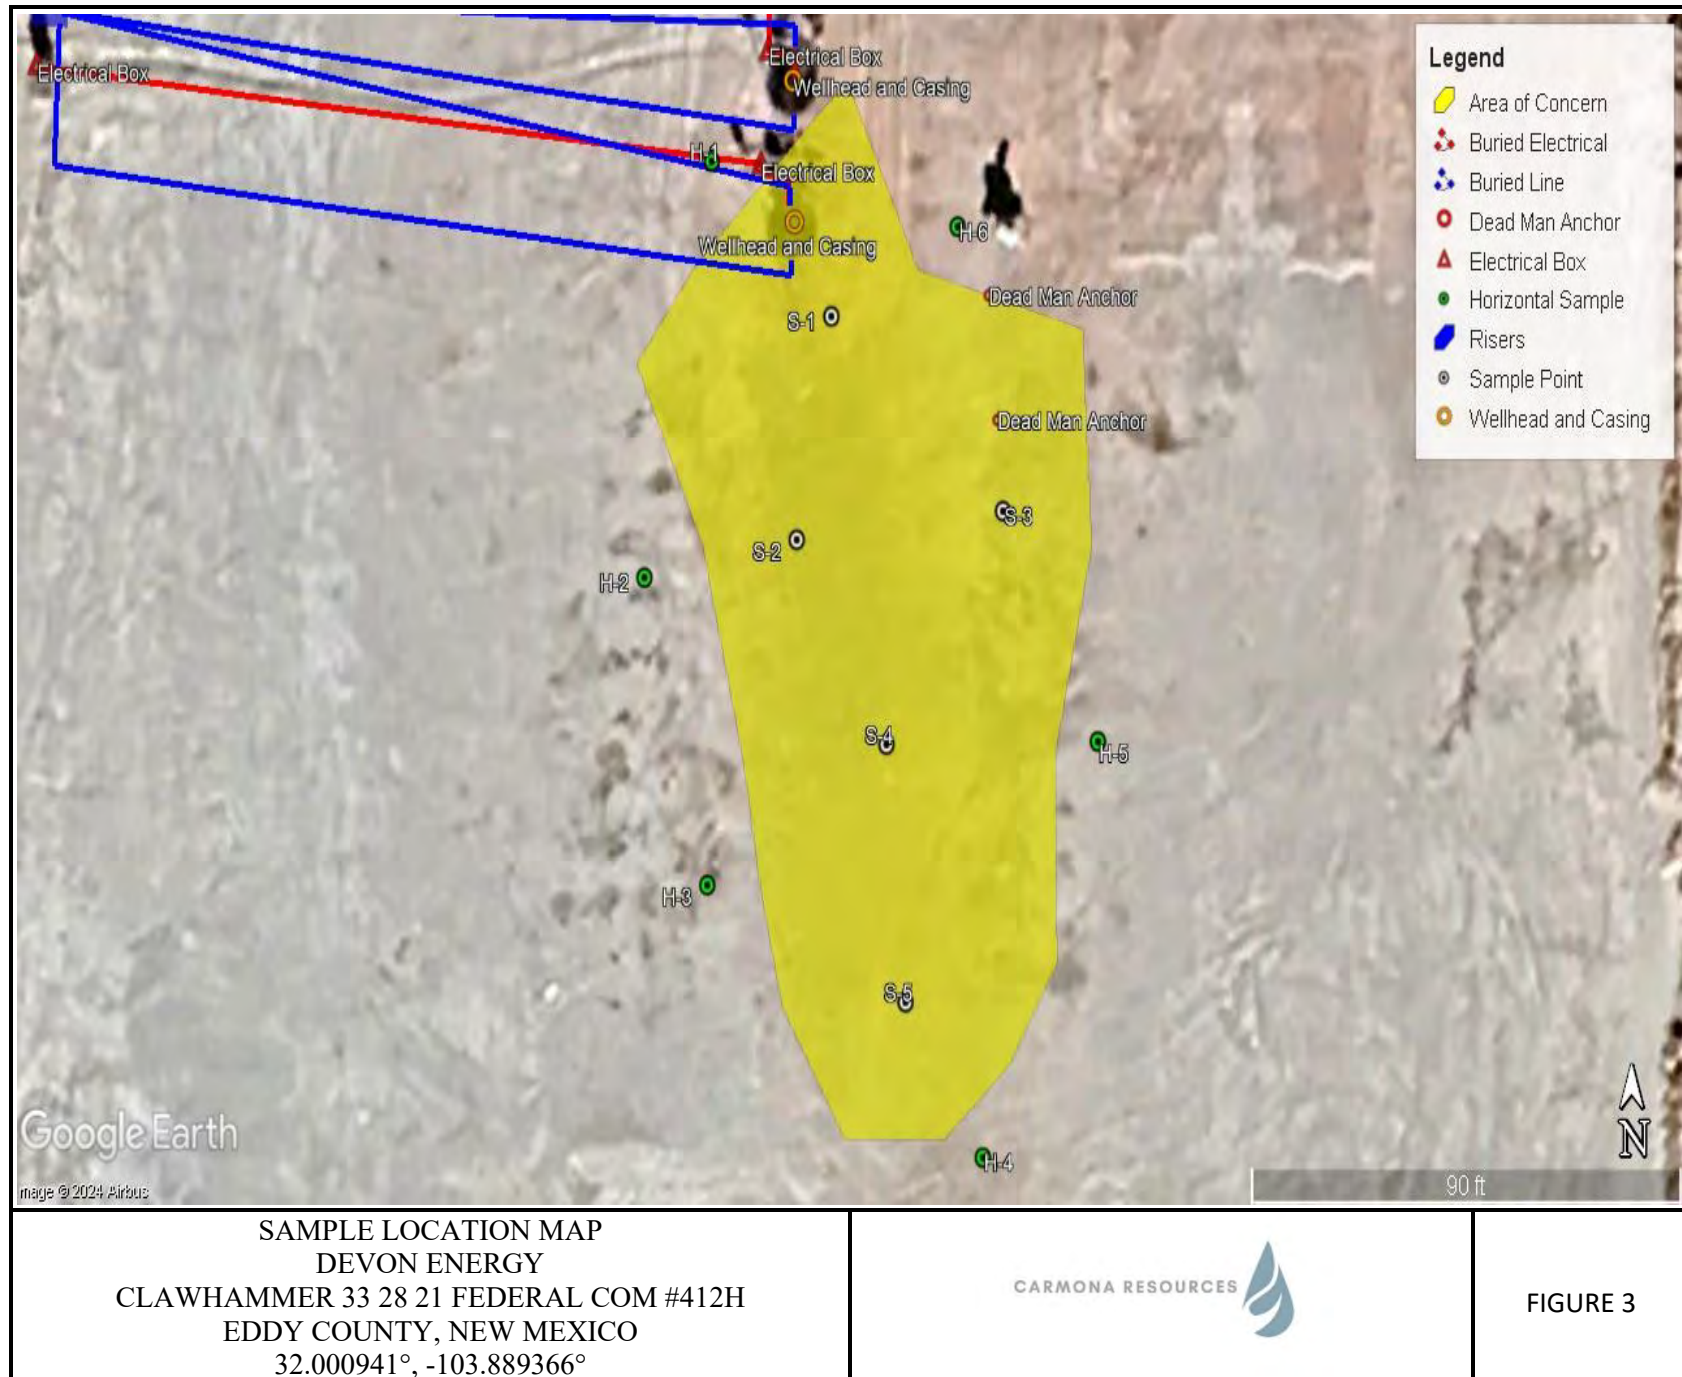 Electrical Box
Electrical Box
Wellhead and Casing
H-1
Electrical Box
Wellhead and Casing
H-6
Dead Man Anchor
S-1
Dead Man Anchor
S-3
S-2
H-2
S-4
H-5
H-3
S-5
H-4
Legend
Area of Concern
Buried Electrical
Buried Line
Dead Man Anchor
Electrical Box
Horizontal Sample
Risers
Sample Point
Wellhead and Casing
Google Earth
mage © 2024 Airbus
N
90 ft
SAMPLE LOCATION MAP
DEVON ENERGY
CLAWHAMMER 33 28 21 FEDERAL COM #412H
EDDY COUNTY, NEW MEXICO
32.000941°, -103.889366°
CARMONA RESOURCES
FIGURE 3